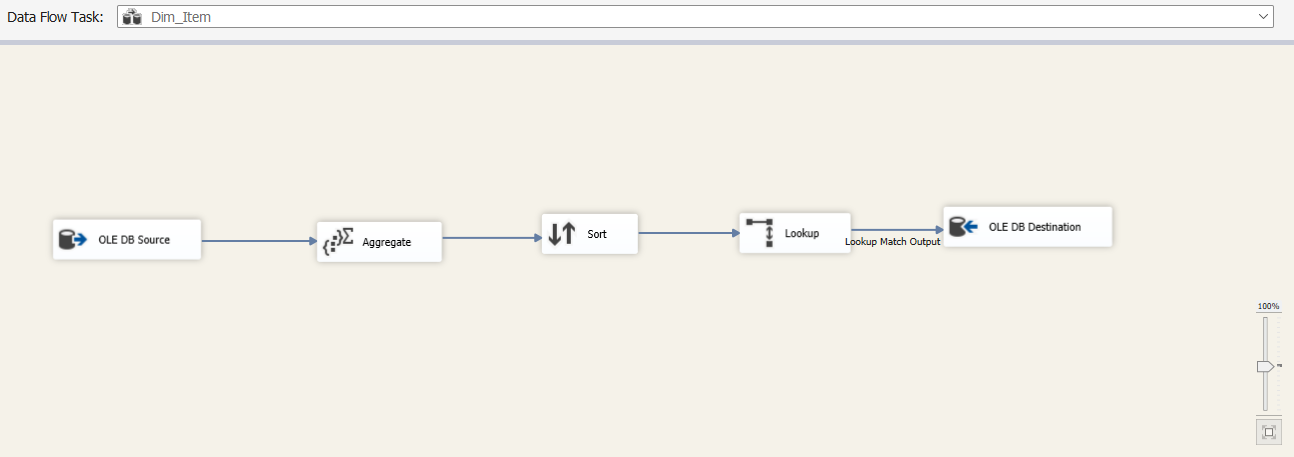 Data Flow Task: Dim_Item
OLE DB Source
Aggregate
Sort
Lookup
Lookup Match Output
OLE DB Destination
100%